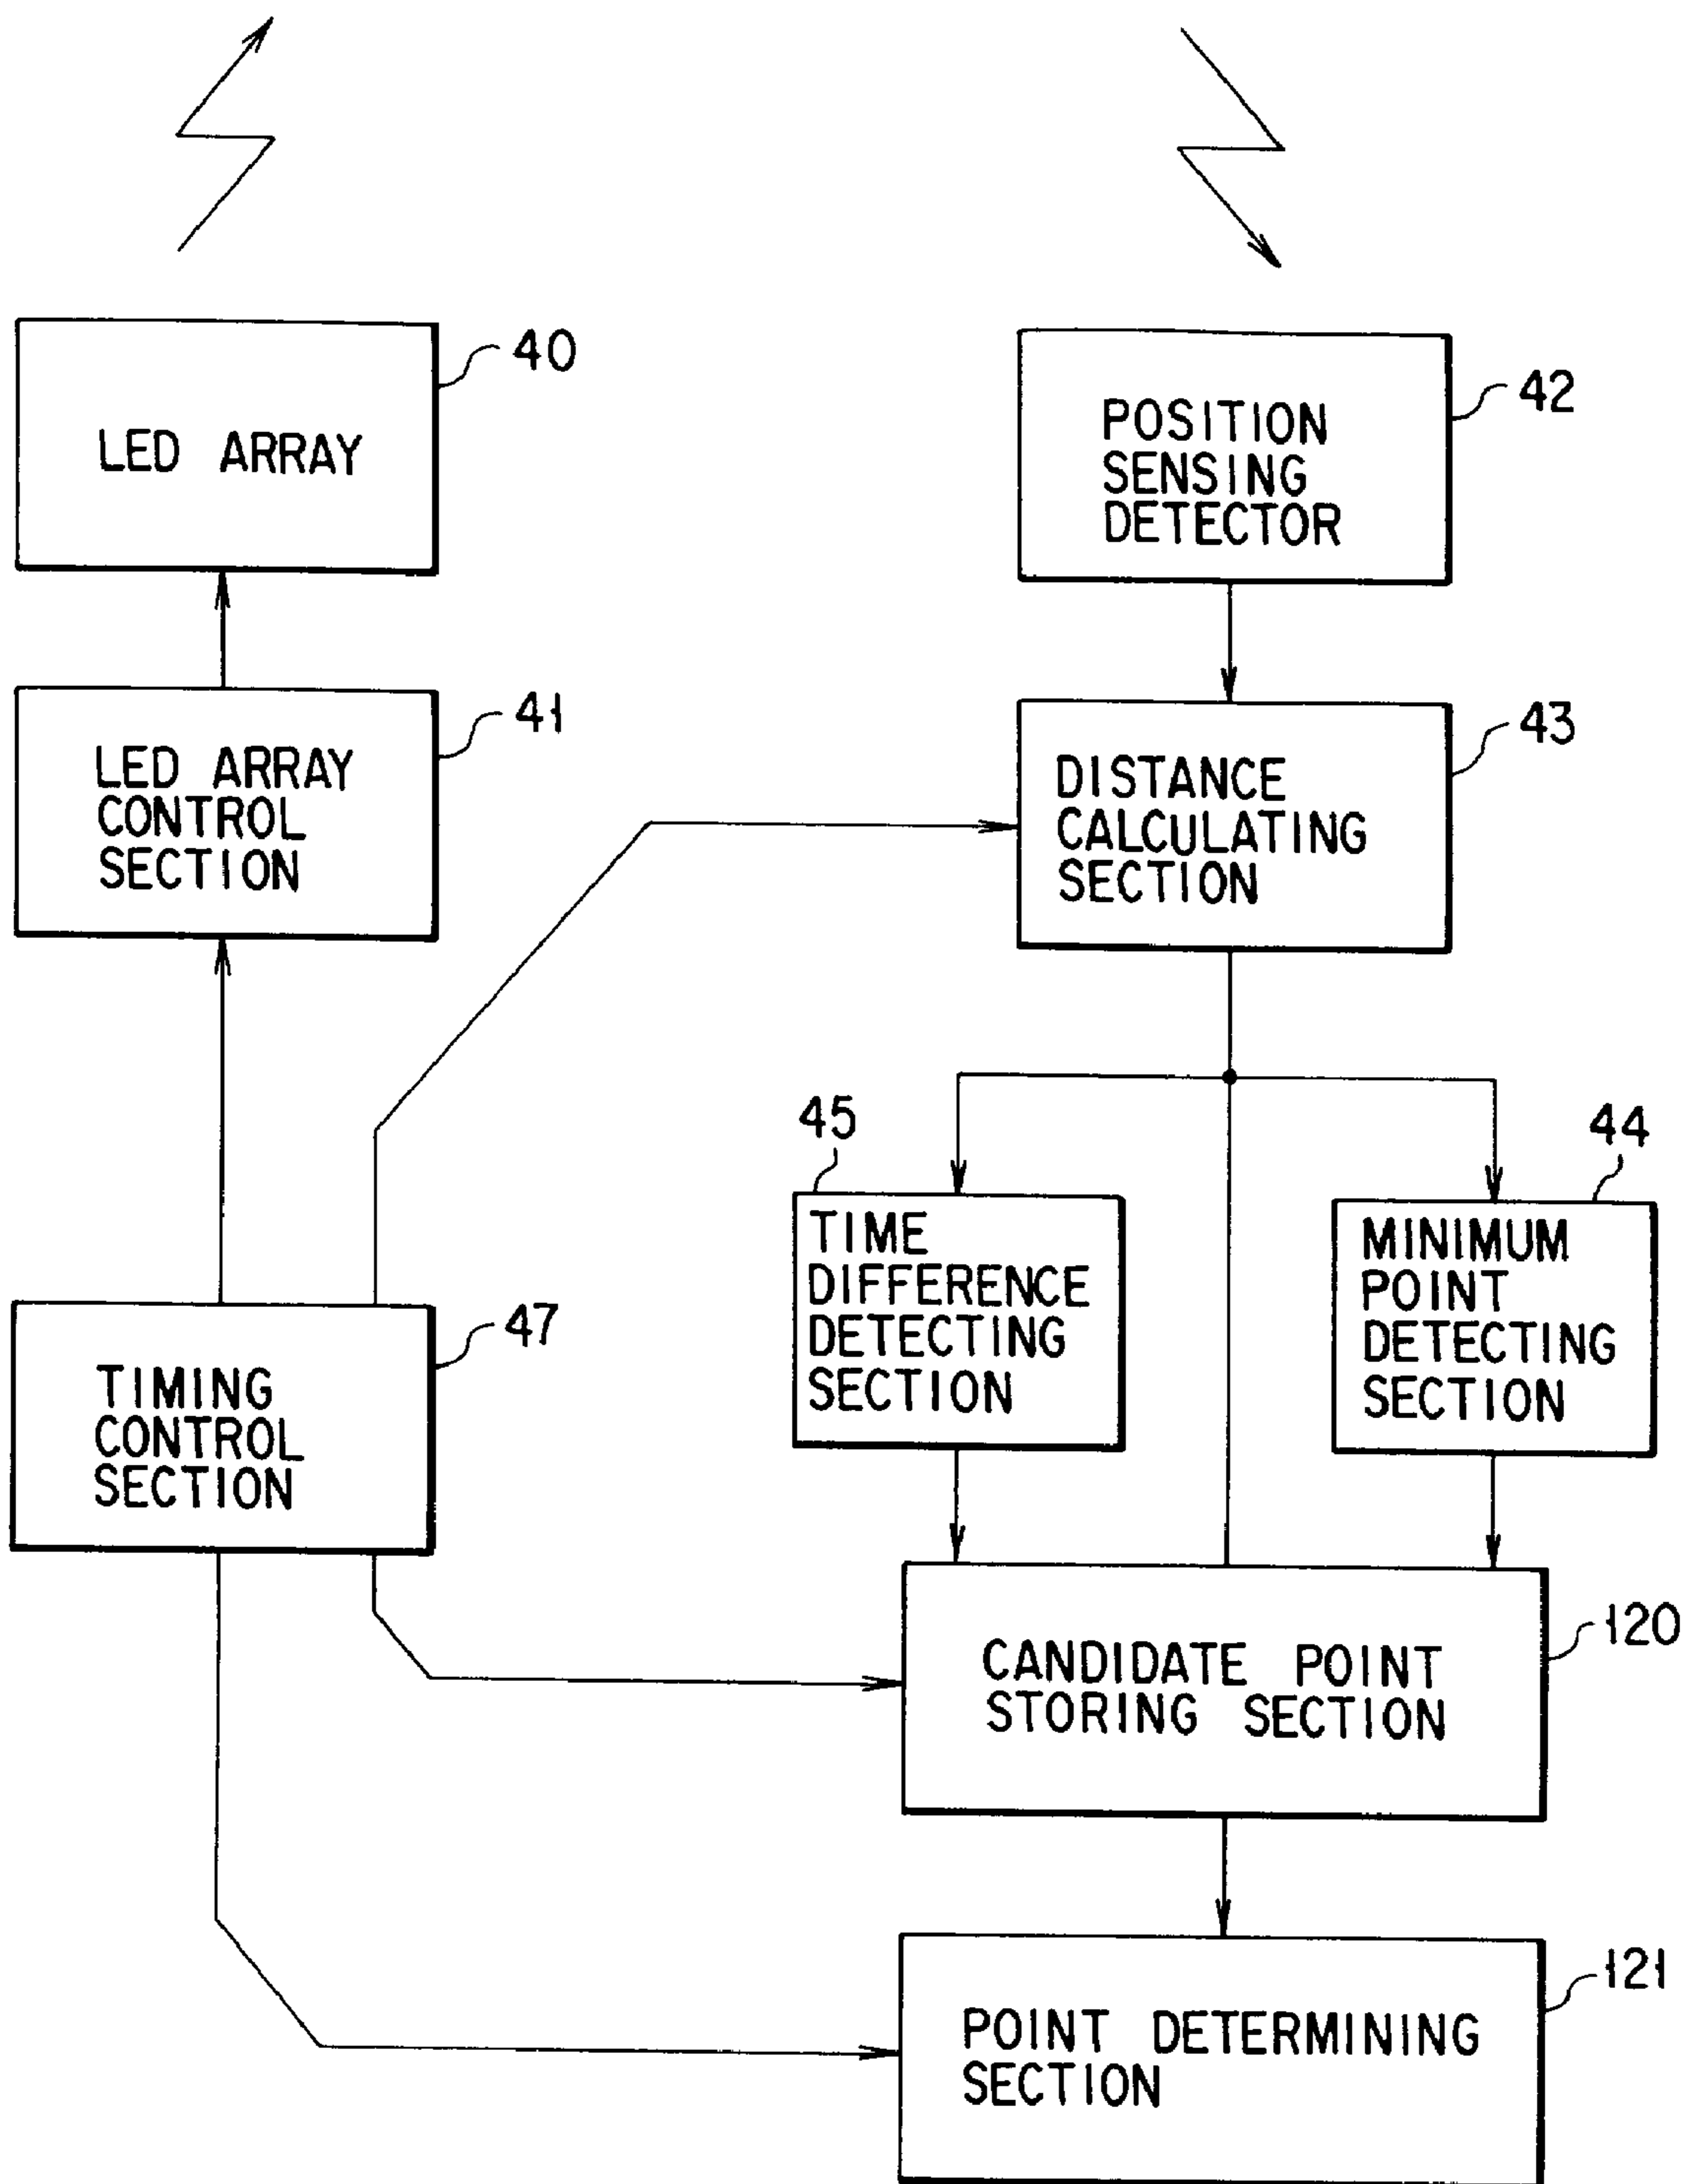 40
LED ARRAY
42
POSITION
SENSING
DETECTOR
41
LED ARRAY
CONTROL
SECTION
43
DISTANCE
CALCULATING
SECTION
45
TIME
DIFFERENCE
DETECTING
SECTION
44
MINIMUM
POINT
DETECTING
SECTION
47
TIMING
CONTROL
SECTION
120
CANDIDATE POINT
STORING SECTION
121
POINT DETERMINING
SECTION